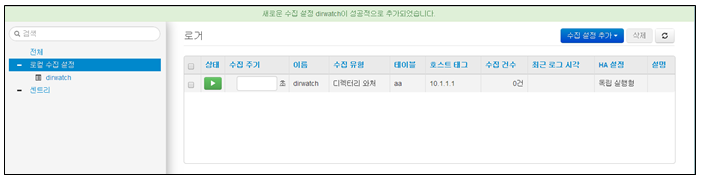 새로운 수집 설정 dirwatch이 성공적으로 추가되었습니다.
검색
전체
로컬 수집 설정
dirwatch
센트리
로거
수집 설정 추가
삭제
상태 수집 주기 이름 수집 유형 테이블 호스트 태그 수집 건수 최근 로그 시각 HA 설정 설명
초 dirwatch 디렉터리 와처 aa 10.1.1.1 0건 독립 실행형